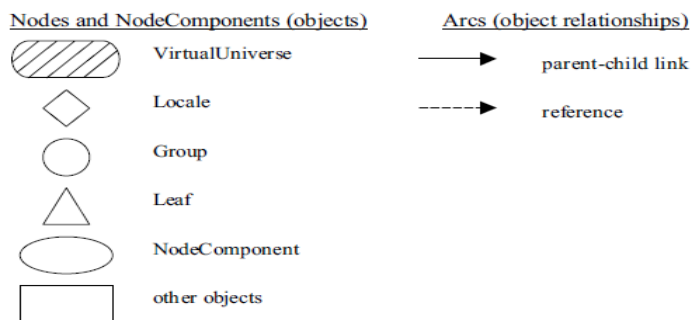 Nodes and NodeComponents (objects)
Arcs (object relationships)
VirtualUniverse
parent-child link
Locale
reference
Group
Leaf
NodeComponent
other objects